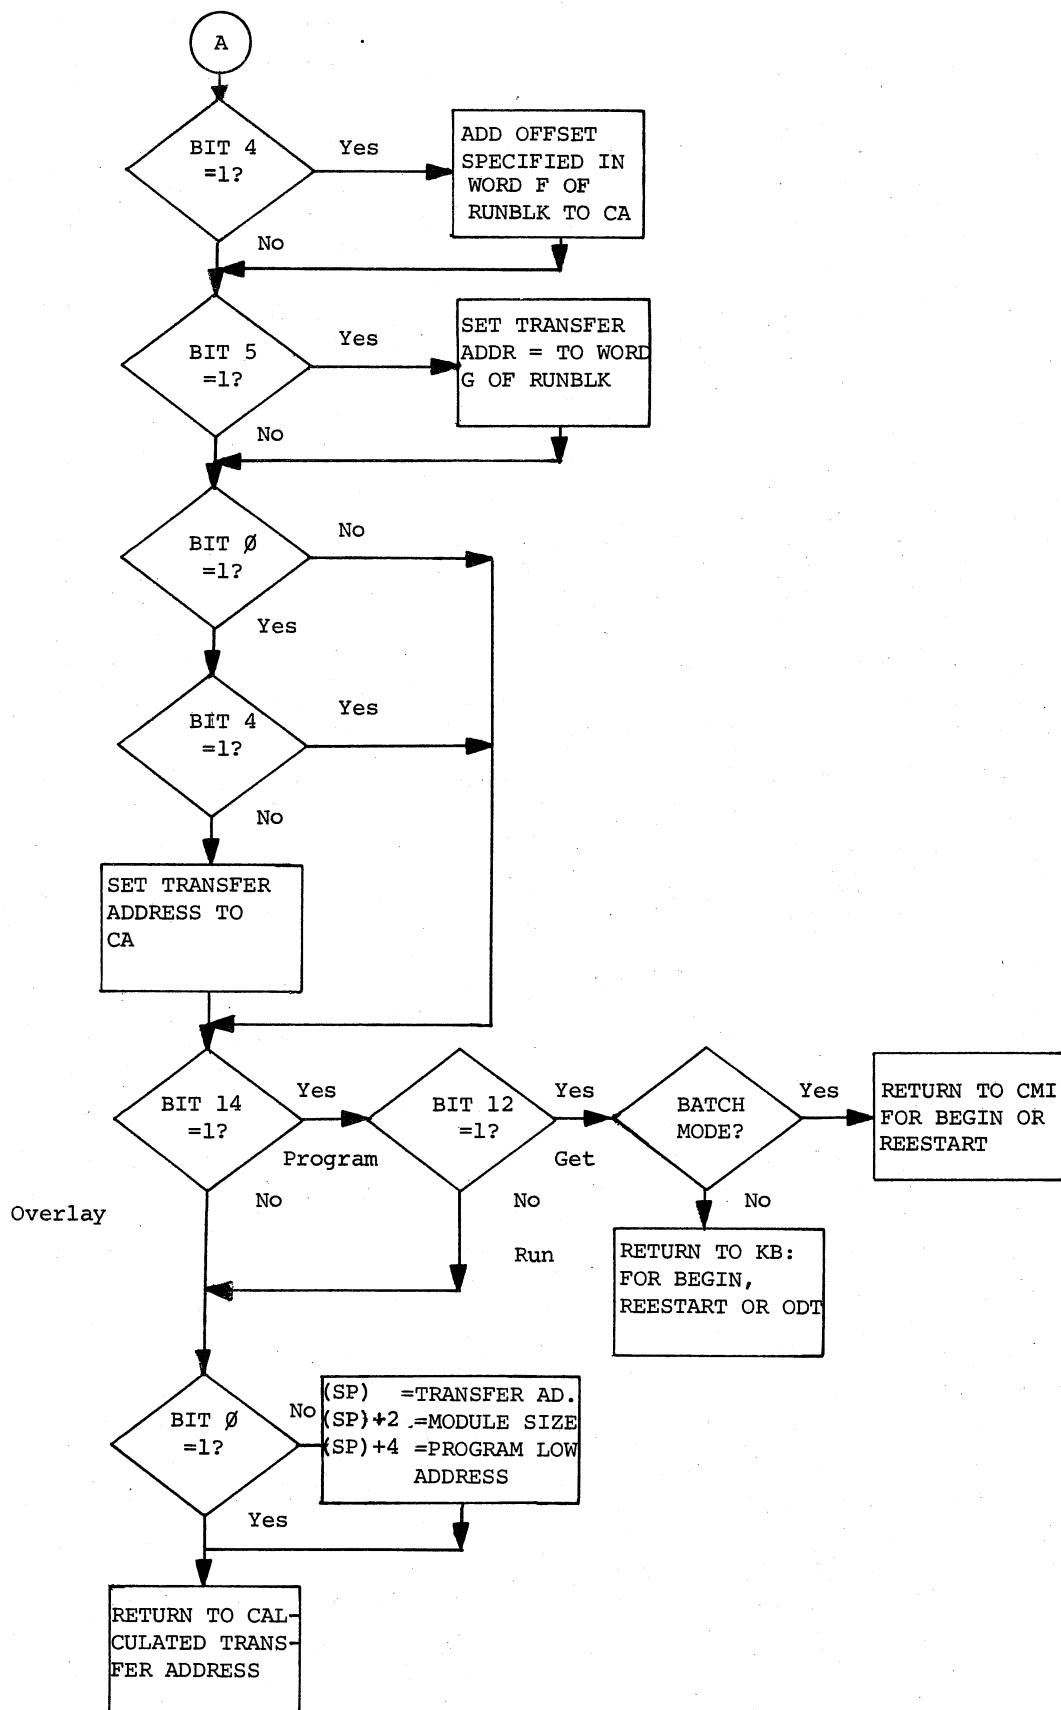 A
BIT 4
=1?
Yes
ADD OFFSET
SPECIFIED IN
WORD F OF
RUNBLK TO CA
No
BIT 5
=1?
Yes
SET TRANSFER
ADDR = TO WORD
G OF RUNBLK
No
BIT Ø
=1?
No
Yes
BIT 4
=1?
Yes
No
SET TRANSFER
ADDRESS TO
CA
BIT 14
=1?
Yes
Program
No
Overlay
BIT 12
=1?
Yes
Get
No
Run
BATCH
MODE?
Yes
RETURN TO CMI
FOR BEGIN OR
REESTART
No
RETURN TO KB:
FOR BEGIN,
REESTART OR ODT
BIT Ø
=1?
No
(SP) =TRANSFER AD.
(SP)+2 =MODULE SIZE
(SP)+4 =PROGRAM LOW
ADDRESS
Yes
RETURN TO CAL-
CULATED TRANS-
FER ADDRESS